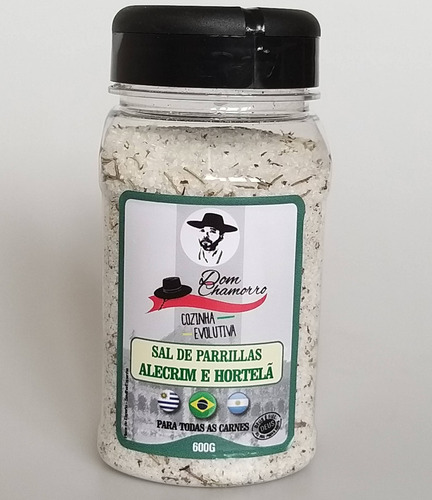 Dom
Chamorro
COZINHA
EVOLUTIVA
SAL DE PARRILLAS
ALECRIM E HORTELÃ
PARA TODAS AS CARNES
600G